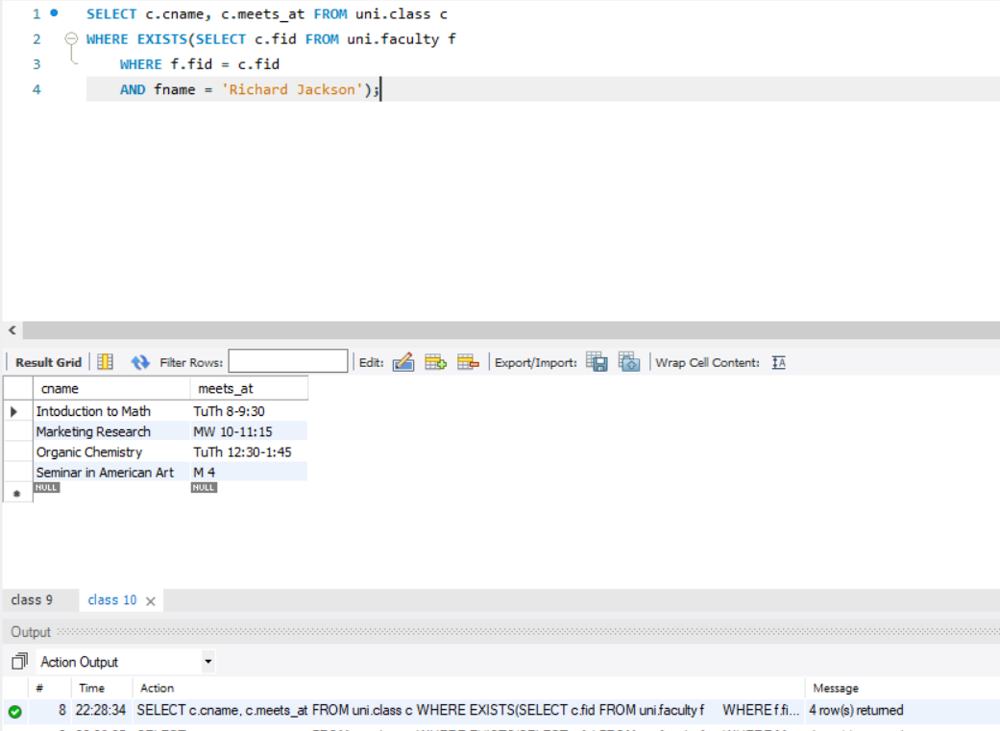 1 SELECT c.cname, c.meets_at FROM uni.class c
2 WHERE EXISTS(SELECT c.fid FROM uni.faculty f
3 WHERE f.fid = c.fid
4 AND fname = 'Richard Jackson');
Result Grid Filter Rows: Edit: Export/Import: Wrap Cell Content: IA
cname meets_at
Intoduction to Math TuTh 8-9:30
Marketing Research MW 10-11:15
Organic Chemistry TuTh 12:30-1:45
Seminar in American Art M 4
NULL NULL
class 9 class 10
Output
Action Output
# Time Action Message
8 22:28:34 SELECT c.cname, c.meets_at FROM uni.class c WHERE EXISTS(SELECT c.fid FROM uni.faculty f WHERE f.fi... 4 row(s) returned